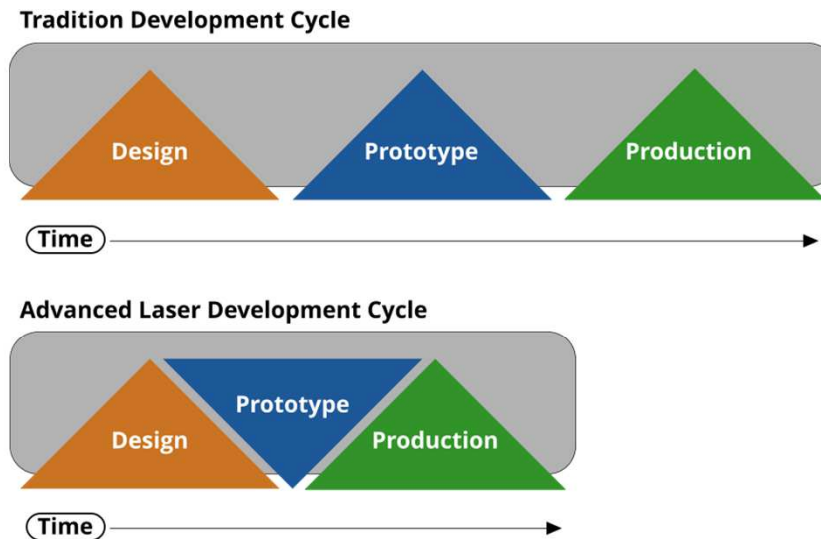 Tradition Development Cycle
Design
Prototype
Production
Time
Advanced Laser Development Cycle
Prototype
Design
Production
Time